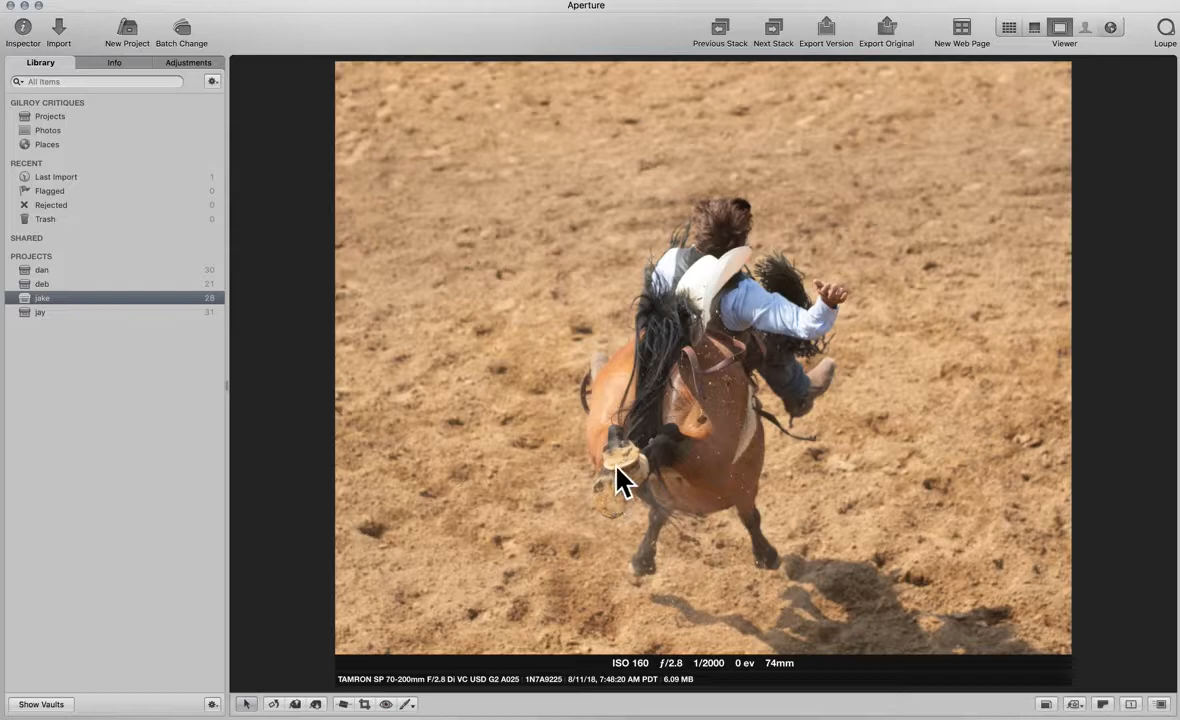 Aperture
Inspector Import New Project Batch Change Previous Stack Next Stack Export Version Export Original New Web Page Viewer Loupe
Library Info Adjustments
All Items
GILROY CRITIQUES
Projects
Photos
Places
RECENT
Last Import 1
Flagged 0
Rejected 0
Trash 0
SHARED
PROJECTS
dan 30
deb 21
jake 28
jay 31
ISO 160 ƒ/2.8 1/2000 0 ev 74mm
TAMRON SP 70-200mm F/2.8 Di VC USD G2 A025 | 1N7A9225 | 8/11/18, 7:48:20 AM PDT | 6.09 MB
Show Vaults